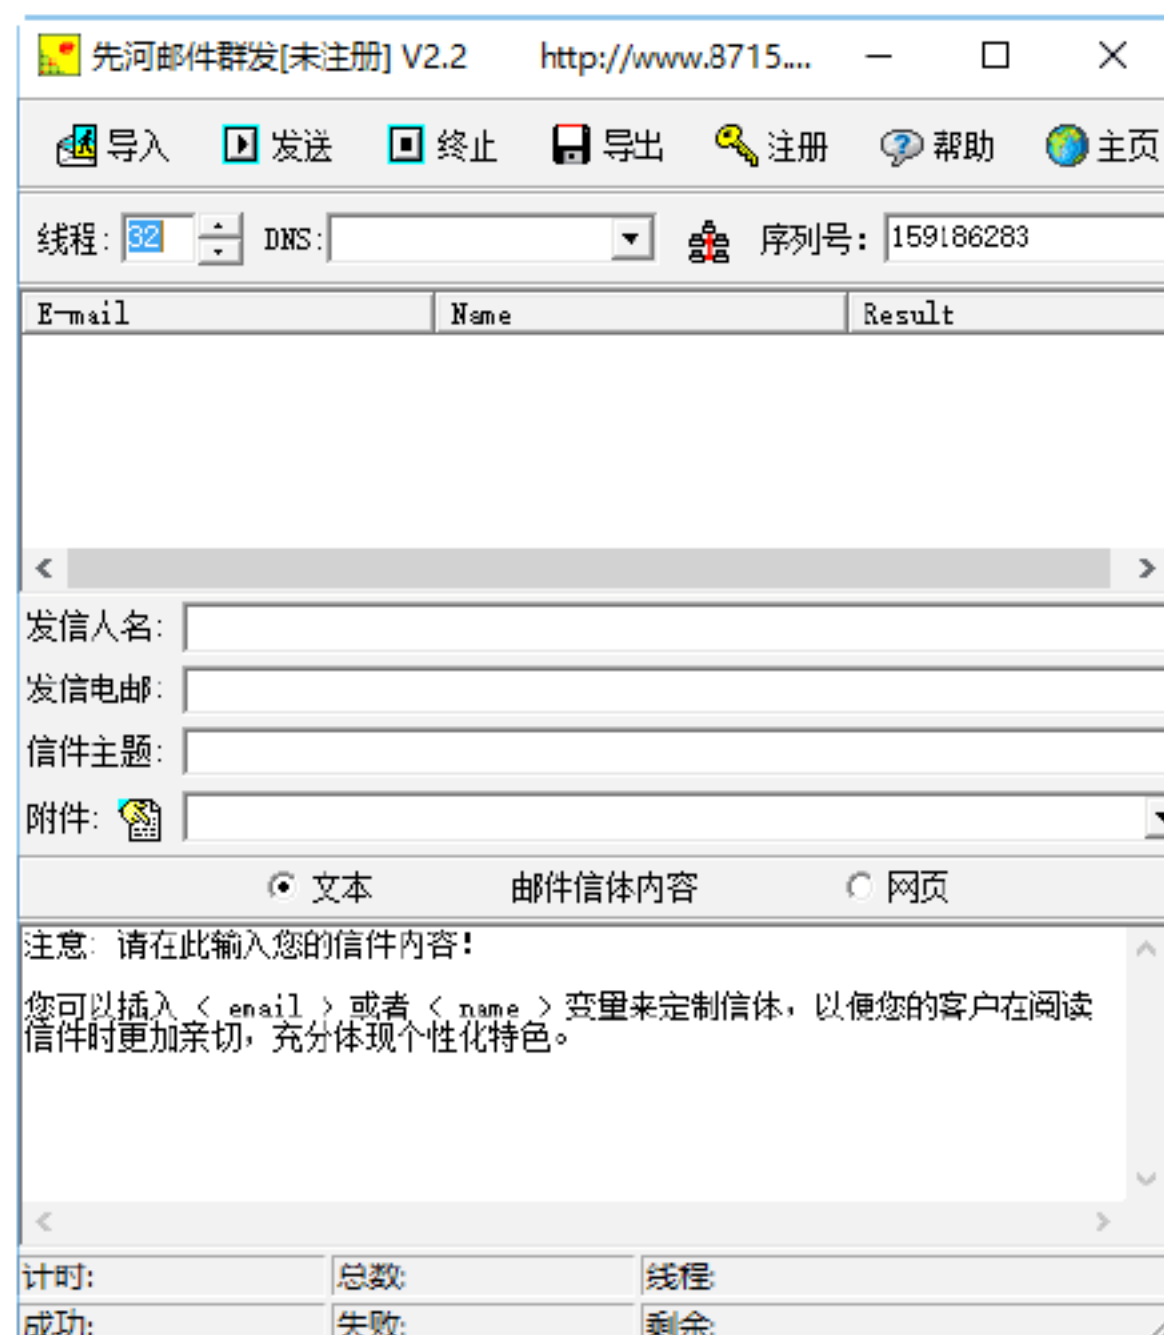 先河邮件群发[未注册] V2.2 http://www.8715....
导入 发送 终止 导出 注册 帮助 主页
线程: 32 DNS: 序列号: 159186283
E-mail Name Result
发信人名:
发信电邮:
信件主题:
附件:
文本 邮件信体内容 网页
注意: 请在此输入您的信件内容!
您可以插入 < email > 或者 < name > 变里来定制信体, 以便您的客户在阅读
信件时更加亲切, 充分体现个性化特色。
计时: 总数: 线程:
成功: 失败: 剩余: